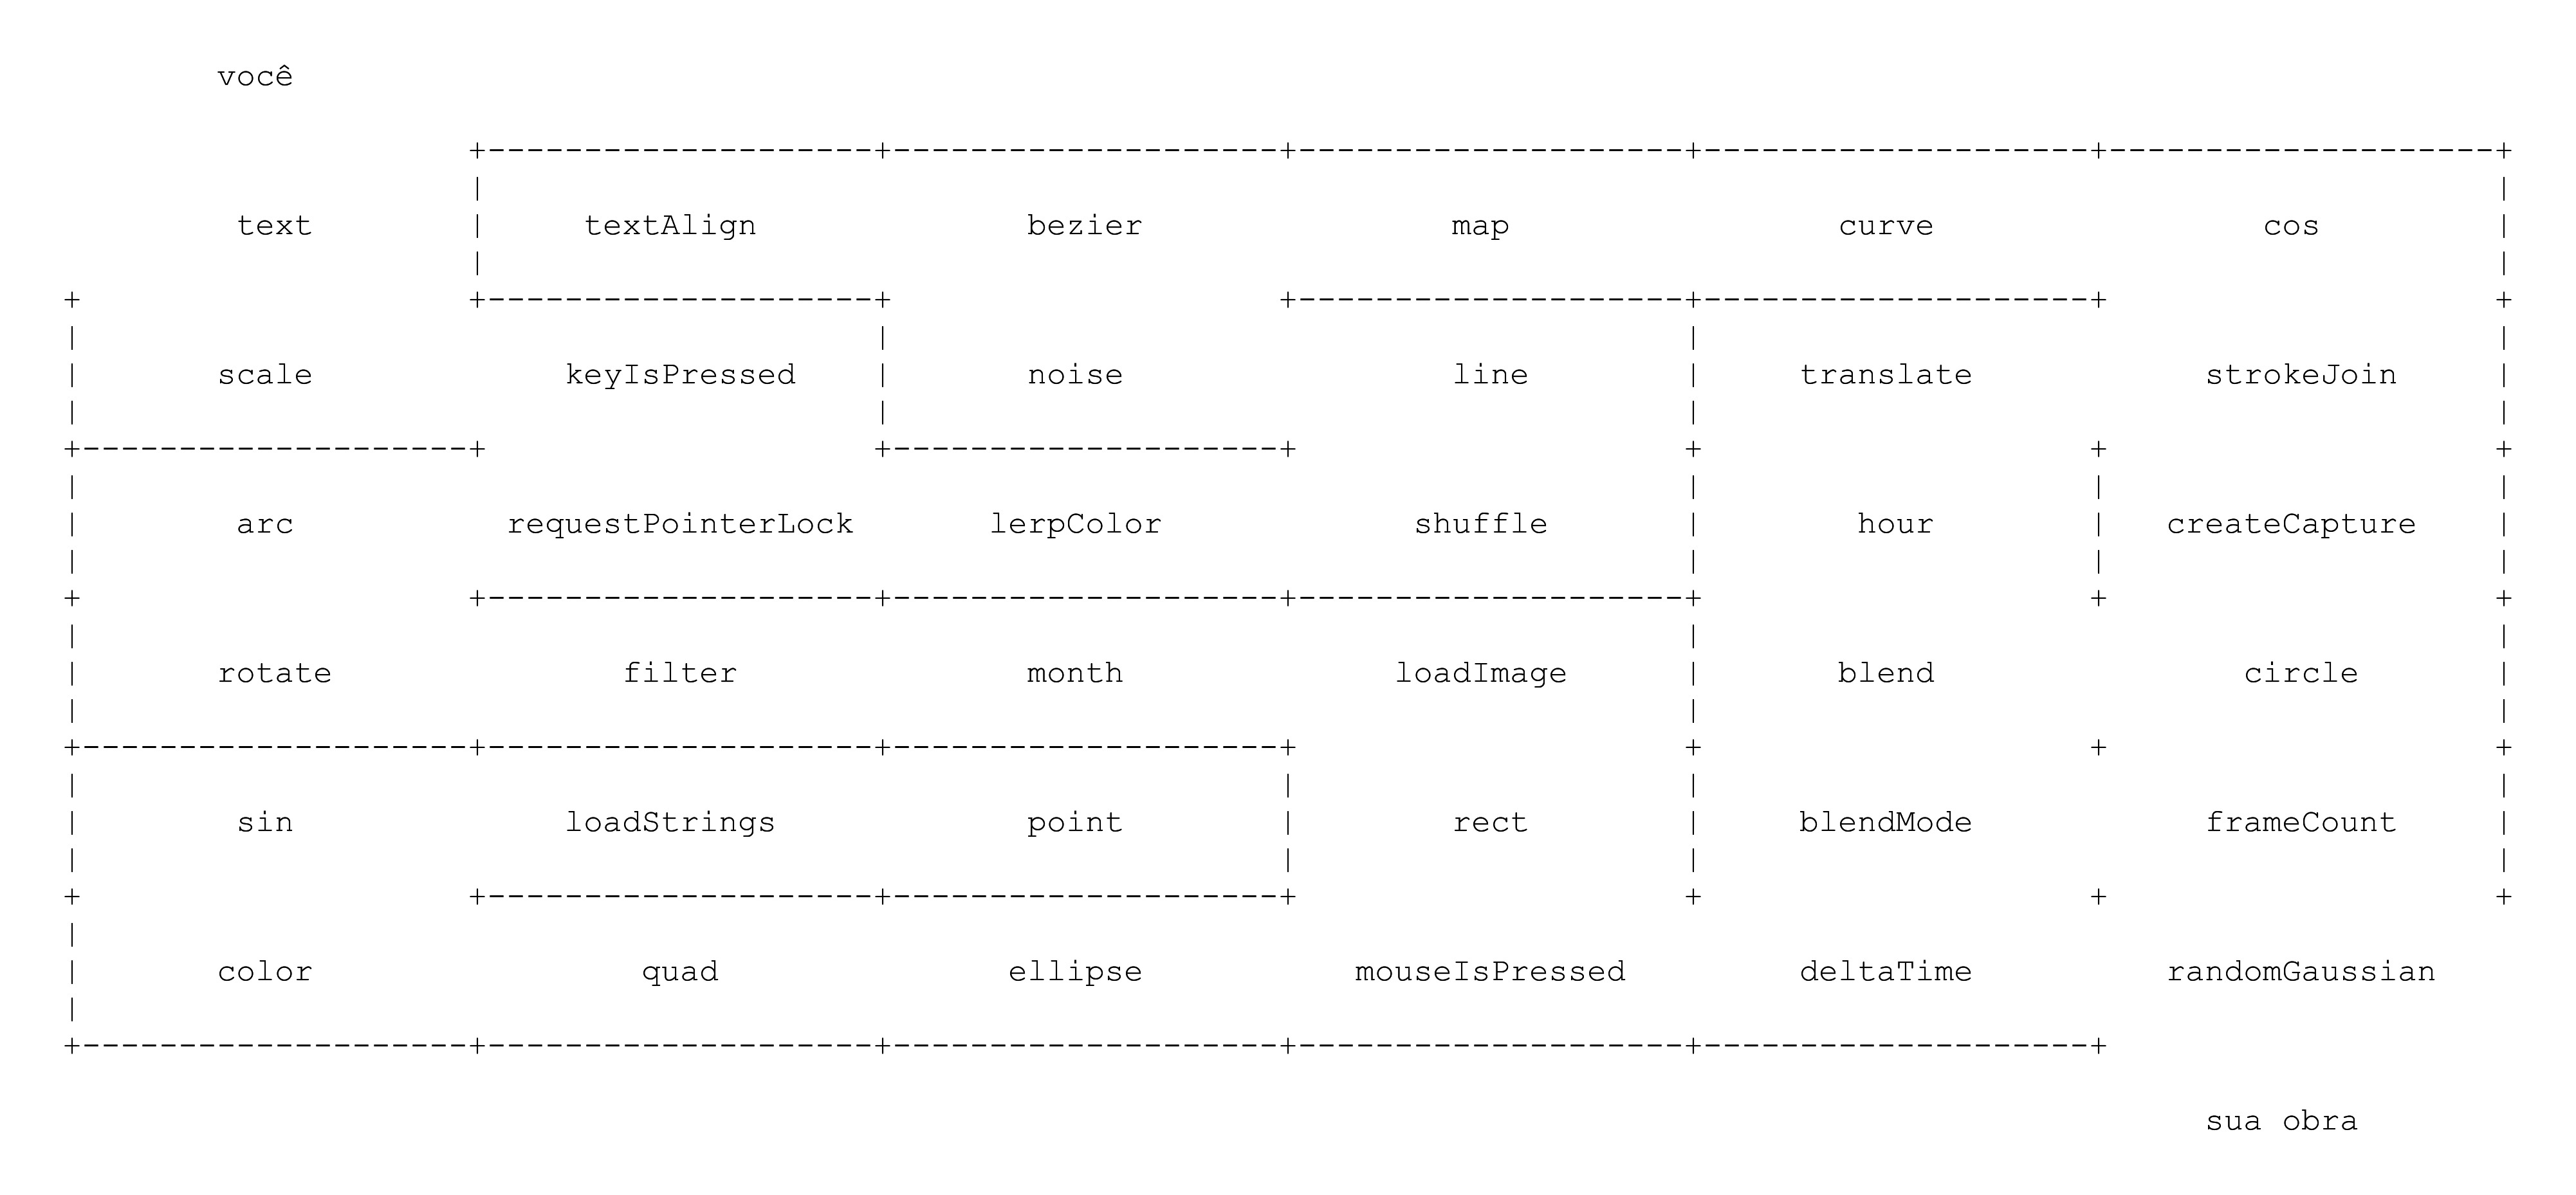 você
text textAlign bezier map curve cos
scale keyIsPressed noise line translate strokeJoin
arc requestPointerLock lerpColor shuffle hour createCapture
rotate filter month loadImage blend circle
sin loadStrings point rect blendMode frameCount
color quad ellipse mouseIsPressed deltaTime randomGaussian
sua obra